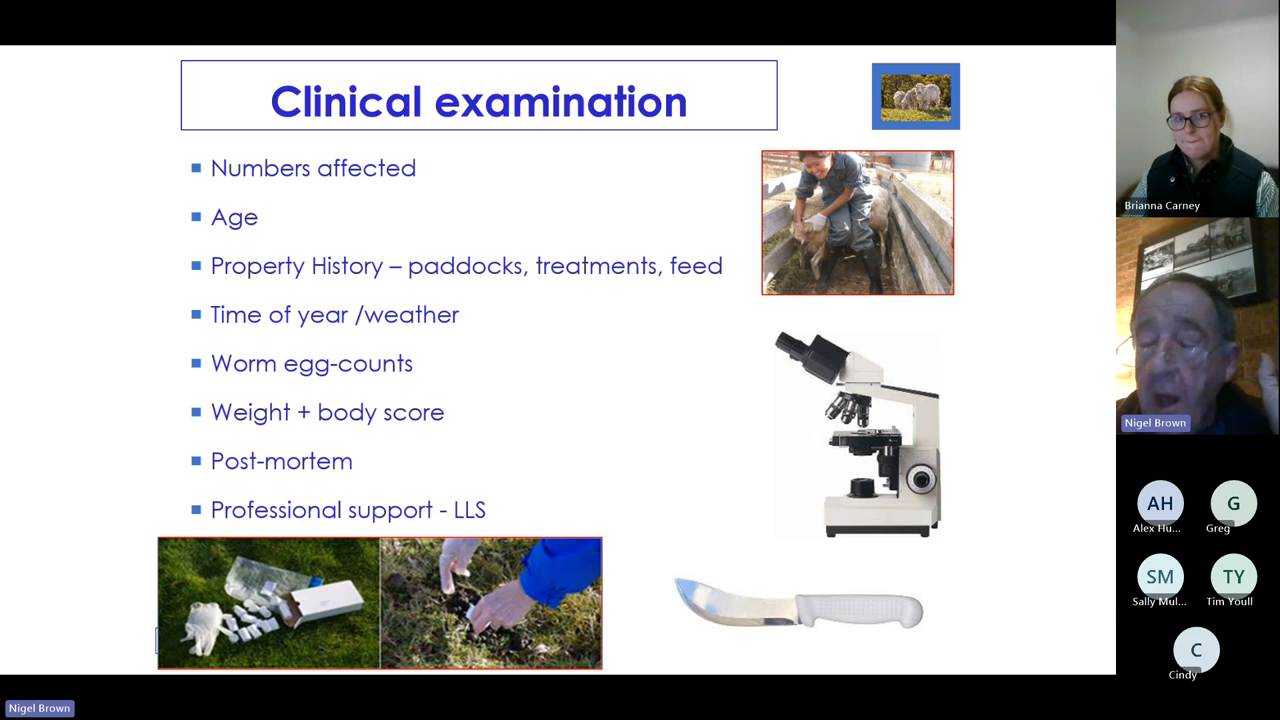 Clinical examination
Numbers affected
Age
Property History – paddocks, treatments, feed
Time of year /weather
Worm egg-counts
Weight + body score
Post-mortem
Professional support - LLS
Brianna Carney
Nigel Brown
AH
Alex Hu...
G
Greg
SM
Sally Mul...
TY
Tim Youll
C
Cindy
Nigel Brown